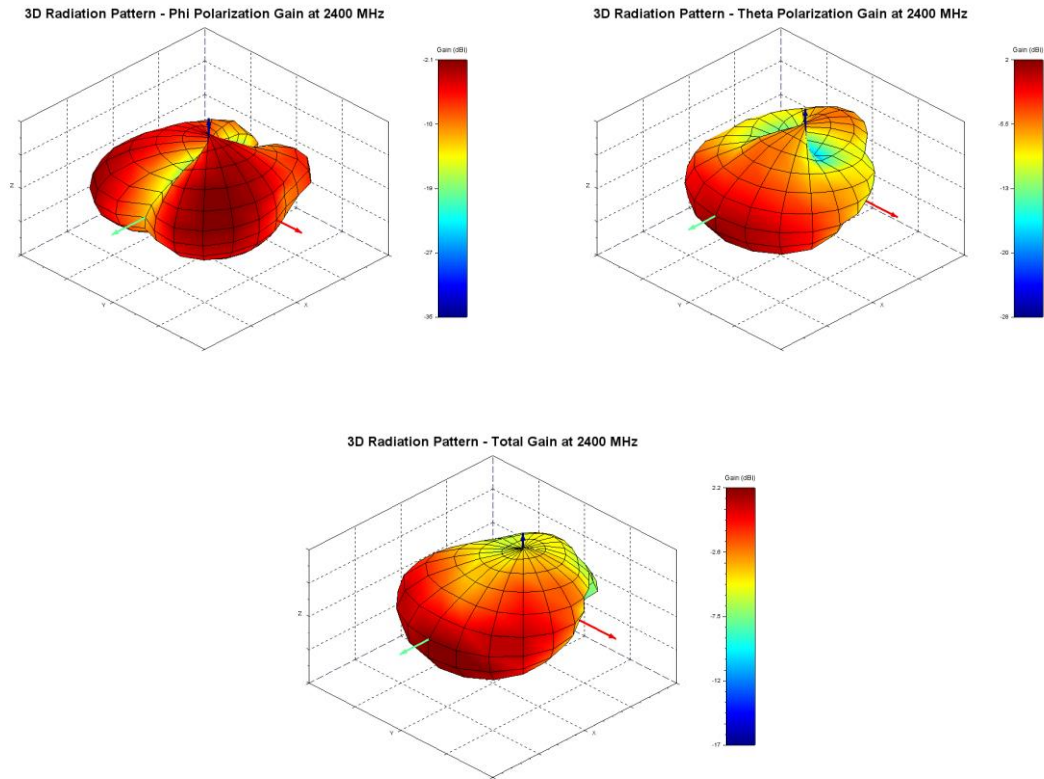 3D Radiation Pattern - Phi Polarization Gain at 2400 MHz
Gain (dBi)
-2.1
-10
-19
-27
-36
Z
Y
X
3D Radiation Pattern - Theta Polarization Gain at 2400 MHz
Gain (dBi)
2
-5.5
-13
-20
-28
Z
Y
X
3D Radiation Pattern - Total Gain at 2400 MHz
Gain (dBi)
2.2
-2.6
-7.5
-12
-17
Z
Y
X